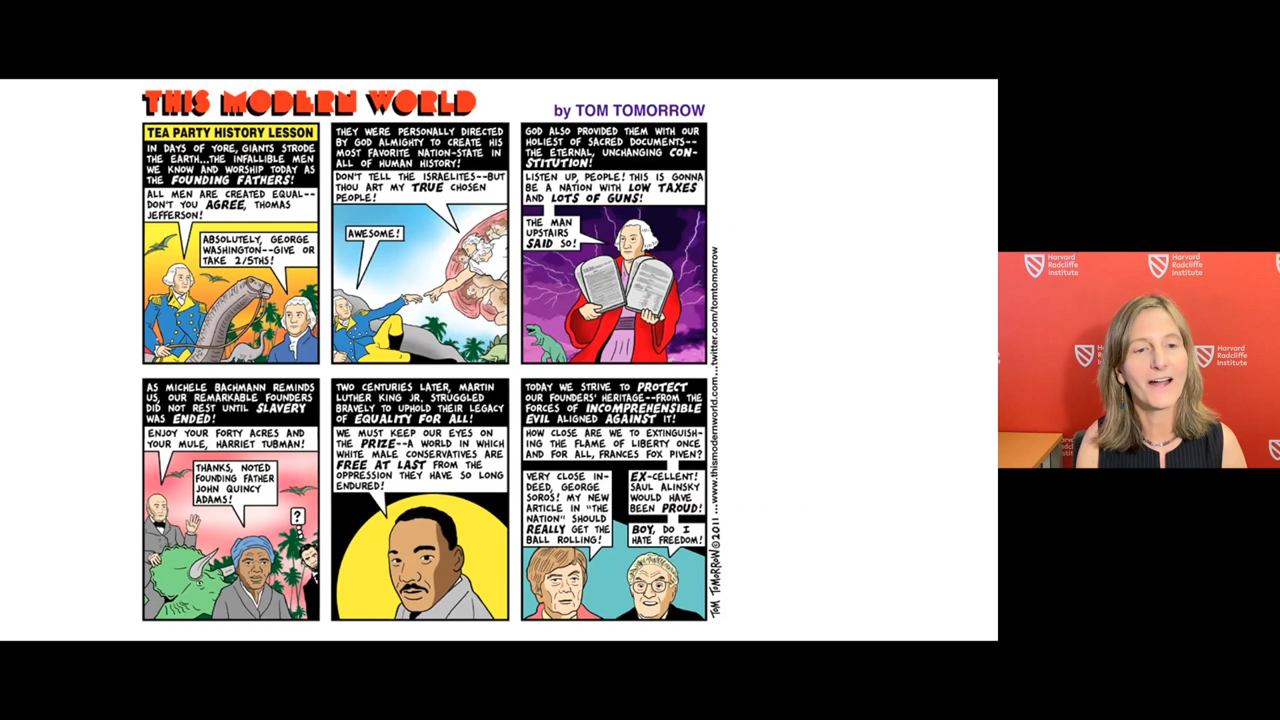 THIS MODERN WORLD
by TOM TOMORROW
TEA PARTY HISTORY LESSON
IN DAYS OF YORE, GIANTS STRODE
THE EARTH...THE INFALLIBLE MEN
WE KNOW AND WORSHIP TODAY AS
THE FOUNDING FATHERS!
ALL MEN ARE CREATED EQUAL--
DON'T YOU AGREE, THOMAS
JEFFERSON!
ABSOLUTELY, GEORGE
WASHINGTON--GIVE OR
TAKE 2/5THS!
THEY WERE PERSONALLY DIRECTED
BY GOD ALMIGHTY TO CREATE HIS
MOST FAVORITE NATION-STATE IN
ALL OF HUMAN HISTORY!
DON'T TELL THE ISRAELITES--BUT
THOU ART MY TRUE CHOSEN
PEOPLE!
AWESOME!
GOD ALSO PROVIDED THEM WITH OUR
HOLIEST OF SACRED DOCUMENTS--
THE ETERNAL, UNCHANGING CON-
STITUTION!
LISTEN UP, PEOPLE! THIS IS GONNA
BE A NATION WITH LOW TAXES
AND LOTS OF GUNS!
THE MAN
UPSTAIRS
SAID SO!
AS MICHELE BACHMANN REMINDS
US, OUR REMARKABLE FOUNDERS
DID NOT REST UNTIL SLAVERY
WAS ENDED!
ENJOY YOUR FORTY ACRES AND
YOUR MULE, HARRIET TUBMAN!
THANKS, NOTED
FOUNDING FATHER
JOHN QUINCY
ADAMS!
?
TWO CENTURIES LATER, MARTIN
LUTHER KING JR. STRUGGLED
BRAVELY TO UPHOLD THEIR LEGACY
OF EQUALITY FOR ALL!
WE MUST KEEP OUR EYES ON
THE PRIZE--A WORLD IN WHICH
WHITE MALE CONSERVATIVES ARE
FREE AT LAST FROM THE
OPPRESSION THEY HAVE SO LONG
ENDURED!
TODAY WE STRIVE TO PROTECT
OUR FOUNDERS' HERITAGE--FROM THE
FORCES OF INCOMPREHENSIBLE
EVIL ALIGNED AGAINST IT!
HOW CLOSE ARE WE TO EXTINGUISH-
ING THE FLAME OF LIBERTY ONCE
AND FOR ALL, FRANCES FOX PIVEN?
VERY CLOSE IN-
DEED, GEORGE
SOROS! MY NEW
ARTICLE IN "THE
NATION" SHOULD
REALLY GET THE
BALL ROLLING!
EX-CELLENT!
SAUL ALINSKY
WOULD HAVE
BEEN PROUD!
BOY, DO I
HATE FREEDOM!
TOM TOMORROW©2011 ...www.thismodernworld.com...twitter.com/tomtomorrow
Harvard
Radcliffe
Institute
Harvard
Radcliffe
Institute
Harvard
Radcliffe
Institute